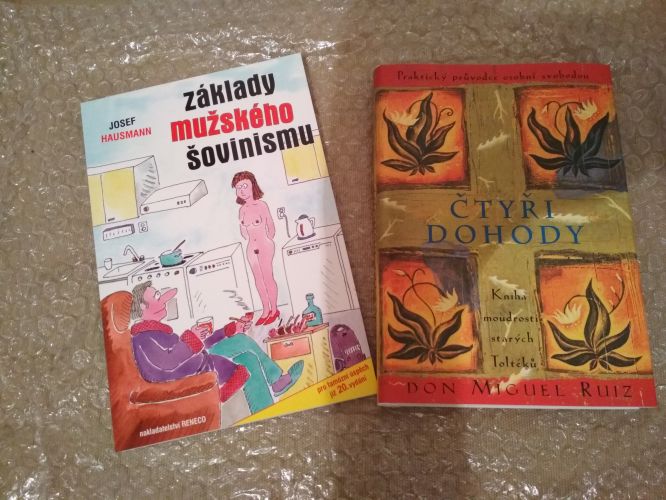 JOSEF
HAUSMANN
základy
mužského
šovinismu
pro famózní úspěch
již 20. vydání
nakladatelství RENECO
Praktický průvodce osobní svobodou
ČTYŘI
DOHODY
Kniha
moudrosti
starých
Toltéků
DON MIGUEL RUIZ